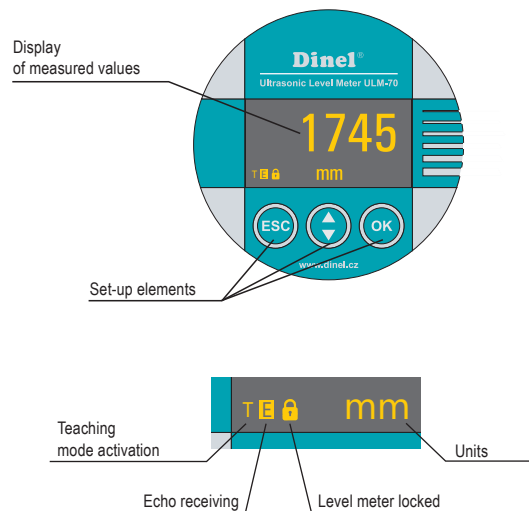 Display
of measured values
Dinel®
Ultrasonic Level Meter ULM-70
1745
T E mm
ESC OK
www.dinel.cz
Set-up elements
T E mm
Teaching
mode activation
Units
Echo receiving Level meter locked